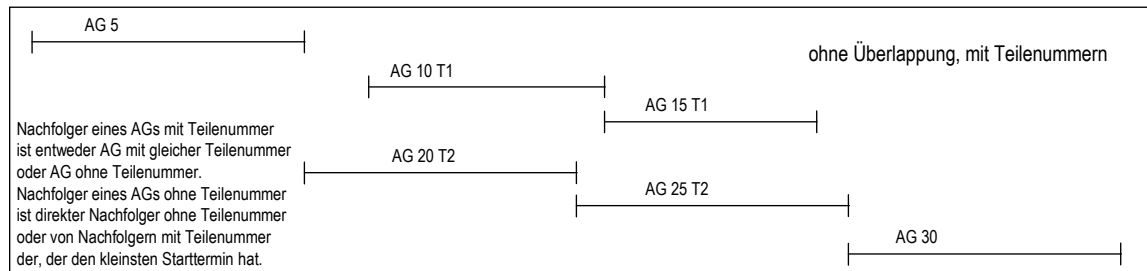 AG 5
ohne Überlappung, mit Teilenummern
AG 10 T1
AG 15 T1
Nachfolger eines AGs mit Teilenummer
ist entweder AG mit gleicher Teilenummer
oder AG ohne Teilenummer.
Nachfolger eines AGs ohne Teilenummer
ist direkter Nachfolger ohne Teilenummer
oder von Nachfolgern mit Teilenummer
der, der den kleinsten Starttermin hat.
AG 20 T2
AG 25 T2
AG 30